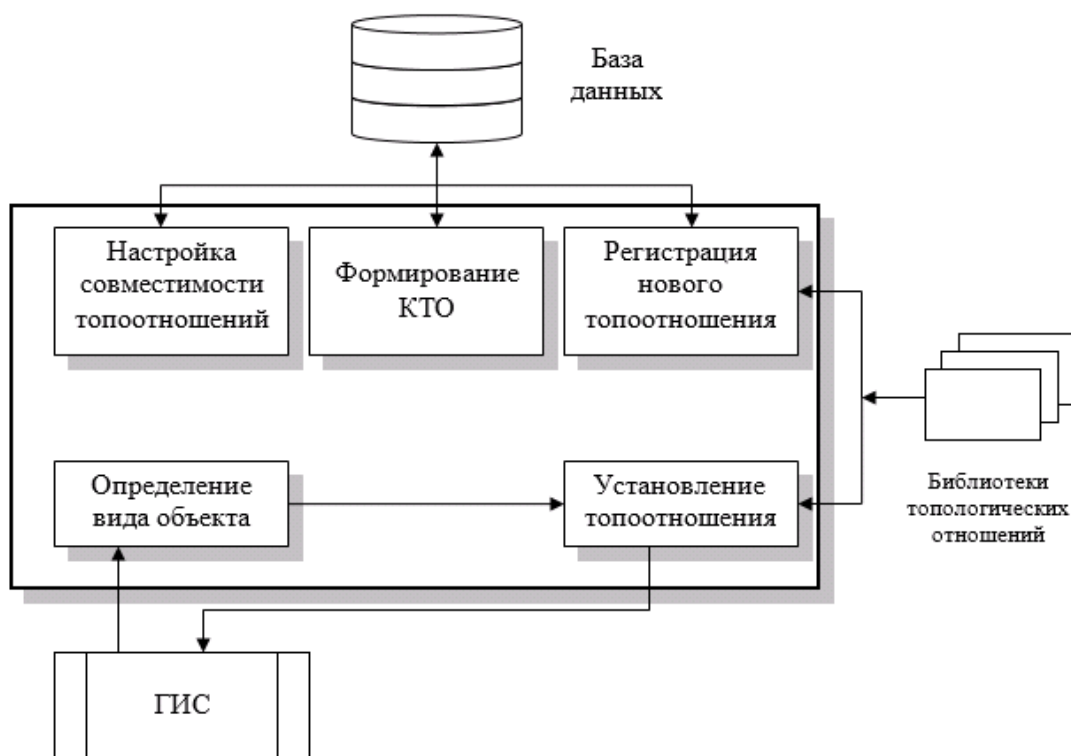 База
данных
Настройка
совместимости
топоотношений
Формирование
КТО
Регистрация
нового
топоотношения
Определение
вида объекта
Установление
топоотношения
Библиотеки
топологических
отношений
ГИС